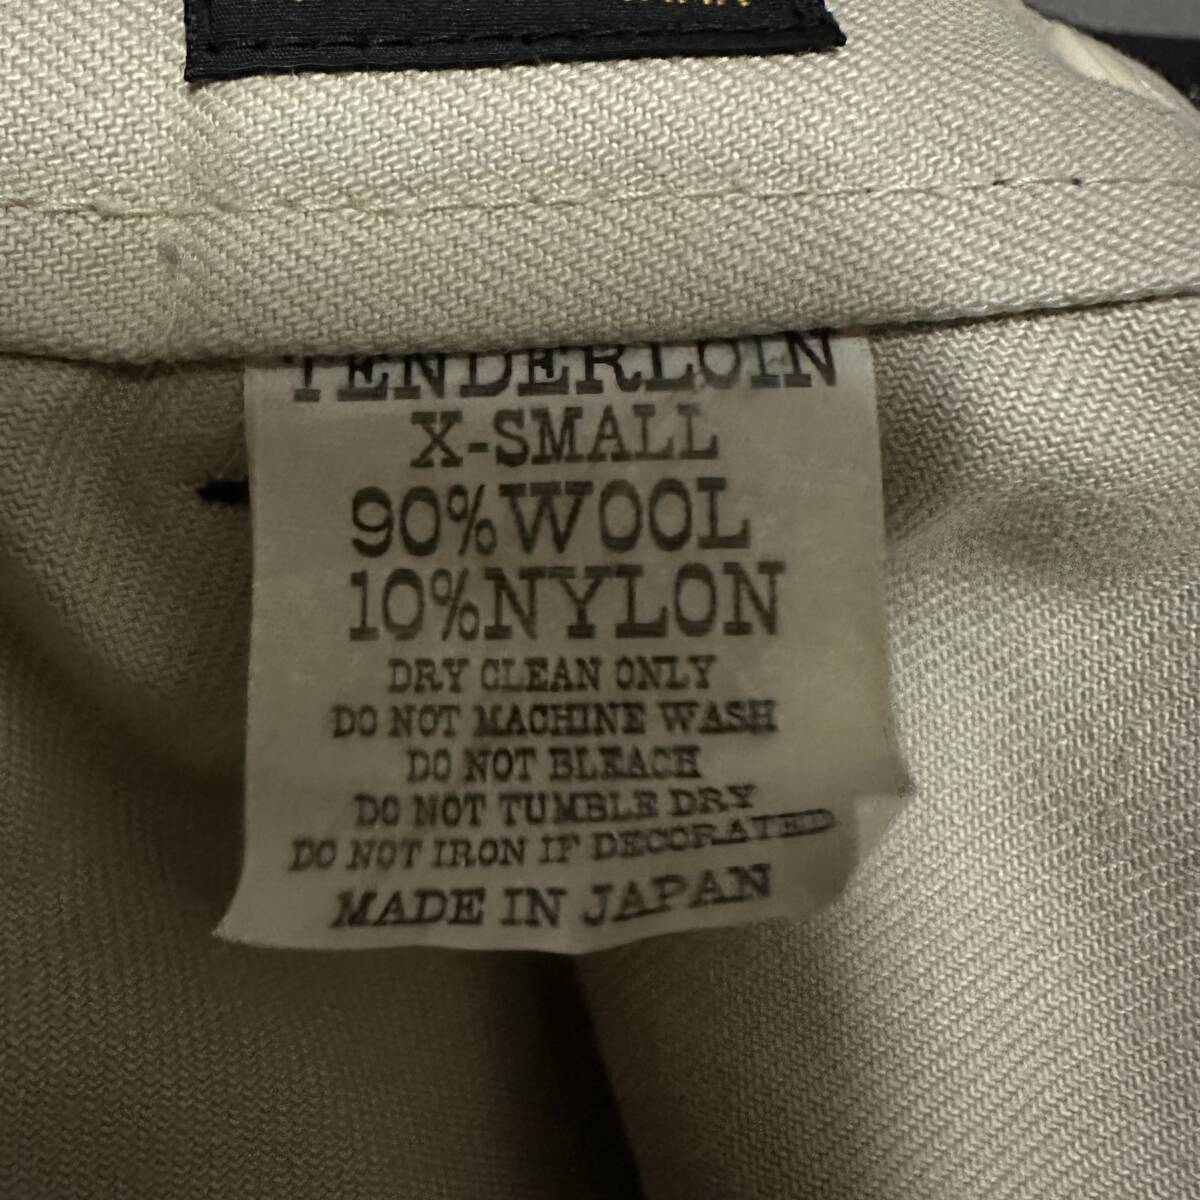 TENDERLOIN
X-SMALL
90% WOOL
10% NYLON
DRY CLEAN ONLY
DO NOT MACHINE WASH
DO NOT BLEACH
DO NOT TUMBLE DRY
DO NOT IRON IF DECORATED
MADE IN JAPAN